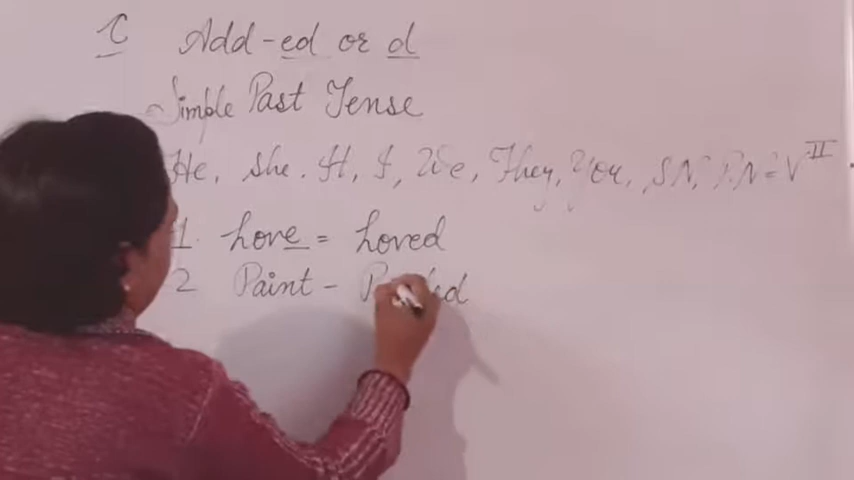 C Add-ed or d
Simple Past Tense
He, she. It, I, We, They, You, SN, PN = V II
1. Love = Loved
2 Paint -